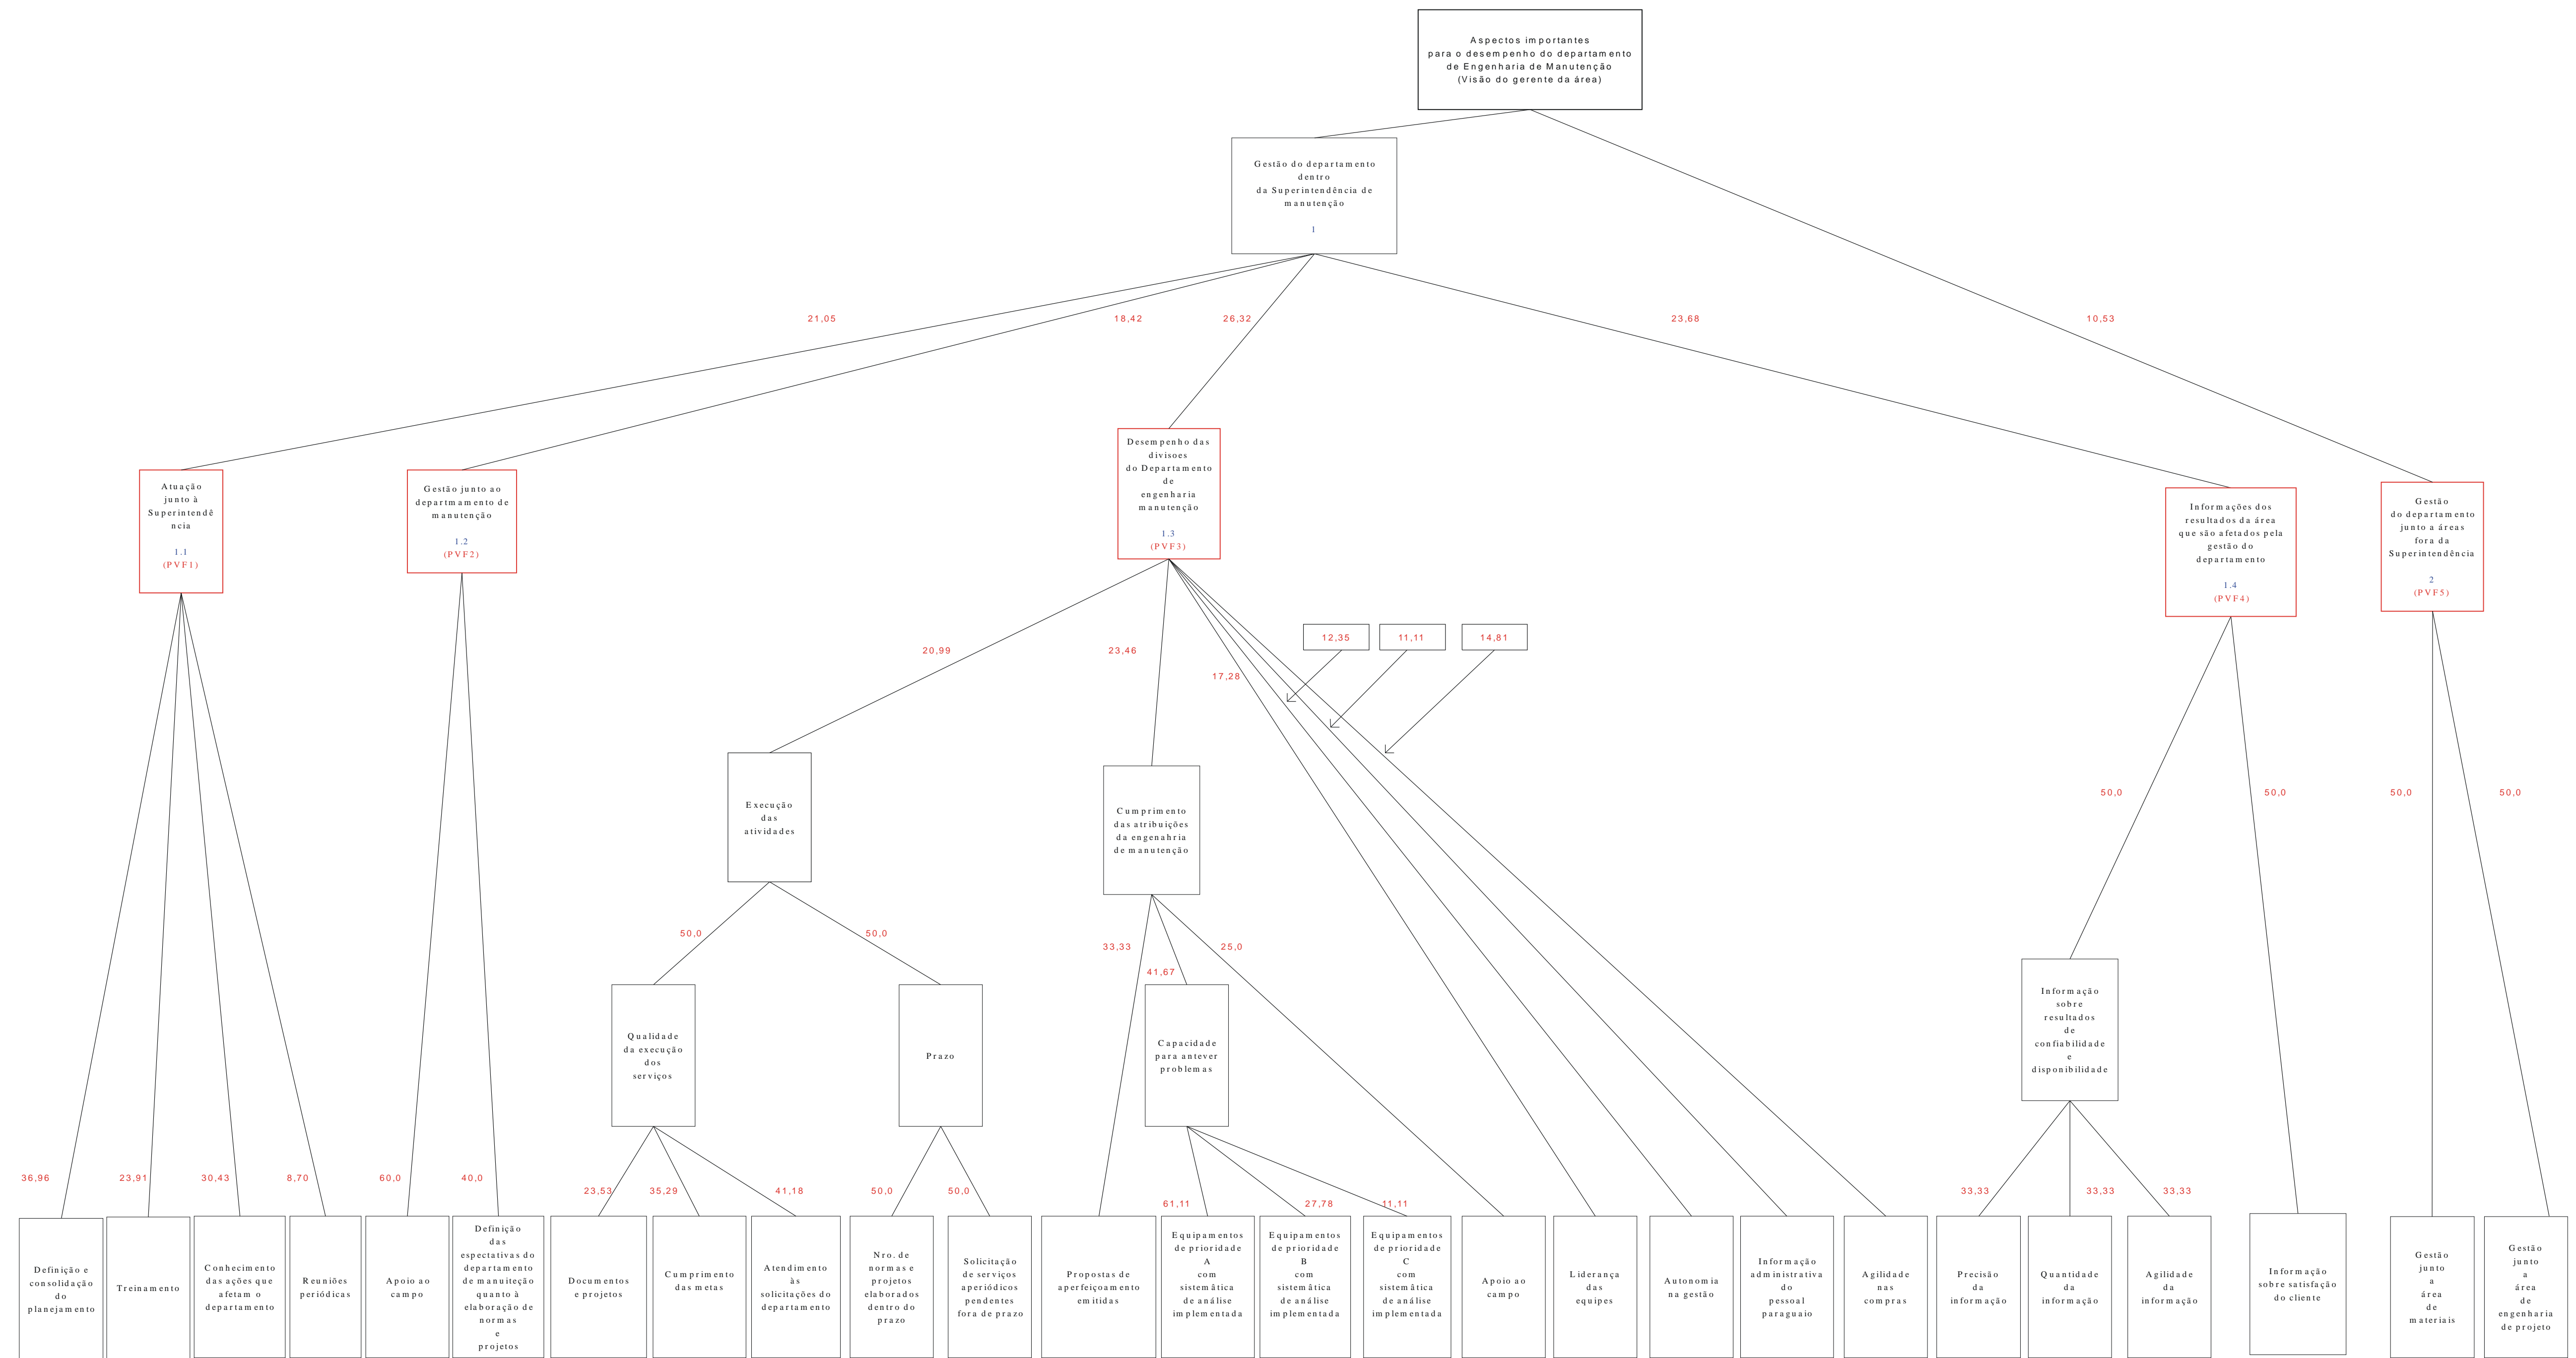 Aspectos importantes
para o desempenho do departamento
de Engenharia de Manutenção
(Visão do gerente da área)
Gestão do departamento
dentro
da Superintendência de
manutenção
1
21,05
18,42
26,32
23,68
10,53
Atuação
junto à
Superintendê
ncia
1.1
(PVF1)
Gestão junto ao
departmamento de
manutenção
1.2
(PVF2)
Desempenho das
divisoes
do Departamento
de
engenharia
manutenção
1.3
(PVF3)
Informações dos
resultados da área
que são afetados pela
gestão do
departamento
1.4
(PVF4)
Gestão
do departamento
junto a áreas
fora da
Superintendência
2
(PVF5)
20,99
23,46
17,28
12,35
11,11
14,81
50,0
50,0
50,0
50,0
Execução
das
atividades
Cumprimento
das atribuições
da engenahria
de manutenção
50,0
50,0
33,33
41,67
25,0
Qualidade
da execução
dos
serviços
Prazo
Capacidade
para antever
problemas
Informação
sobre
resultados
de
confiabilidade
e
disponibilidade
36,96
23,91
30,43
8,70
60,0
40,0
23,53
35,29
41,18
50,0
50,0
61,11
27,78
11,11
33,33
33,33
33,33
Definição e
consolidação
do
planejamento
Treinamento
Conhecimento
das ações que
afetam o
departamento
Reuniões
periódicas
Apoio ao
campo
Definição
das
espectativas do
departamento
de manuiteção
quanto à
elaboração de
normas
e
projetos
Documentos
e projetos
Cumprimento
das metas
Atendimento
às
solicitações do
departamento
Nro. de
normas e
projetos
elaborados
dentro do
prazo
Solicitação
de serviços
aperiódicos
pendentes
fora de prazo
Propostas de
aperfeiçoamento
emitidas
Equipamentos
de prioridade
A
com
sistemática
de análise
implementada
Equipamentos
de prioridade
B
com
sistemática
de análise
implementada
Equipamentos
de prioridade
C
com
sistemática
de análise
implementada
Apoio ao
campo
Liderança
das
equipes
Autonomia
na gestão
Informação
administrativa
do
pessoal
paraguaio
Agilidade
nas
compras
Precisão
da
informação
Quantidade
da
informação
Agilidade
da
informação
Informação
sobre satisfação
do cliente
Gestão
junto
a
área
de
materiais
Gestão
junto
a
área
de
engenharia
de projeto